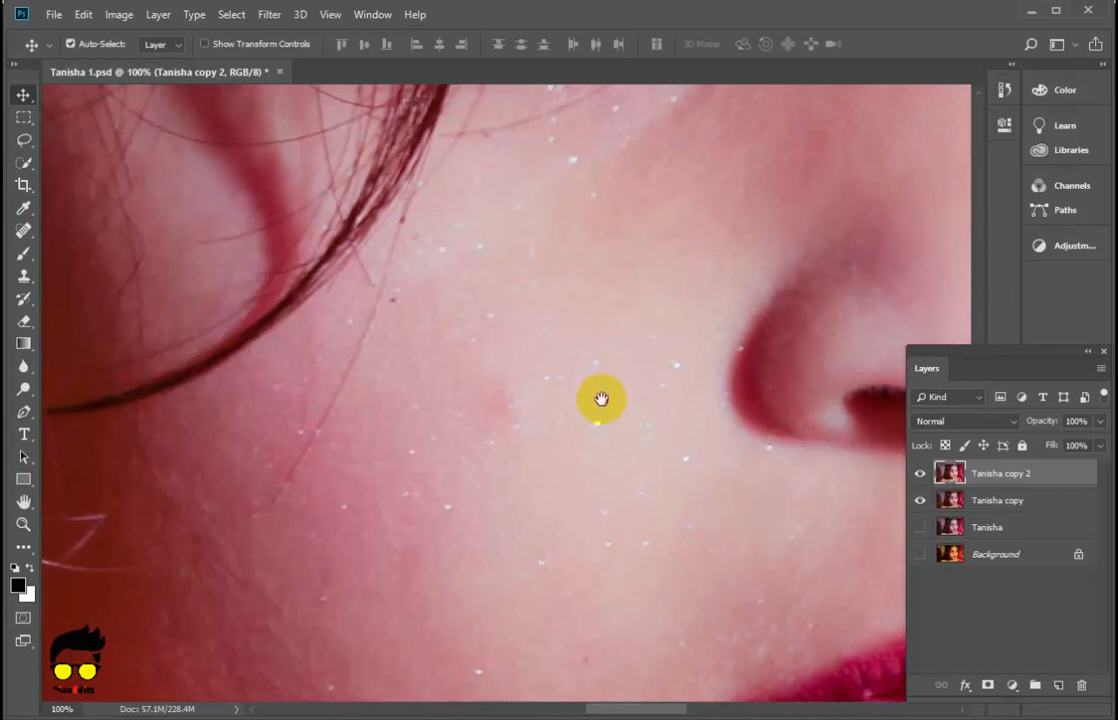 Ps File Edit Image Layer Type Select Filter 3D View Window Help
Auto-Select: Layer Show Transform Controls 3D Mode:
Tanisha 1.psd @ 100% (Tanisha copy 2, RGB/8) *
Color
Learn
Libraries
Channels
Paths
Adjustm...
Layers
Kind
Normal Opacity: 100%
Lock: Fill: 100%
Tanisha copy 2
Tanisha copy
Tanisha
Background
100% Doc: 57.1M/228.4M